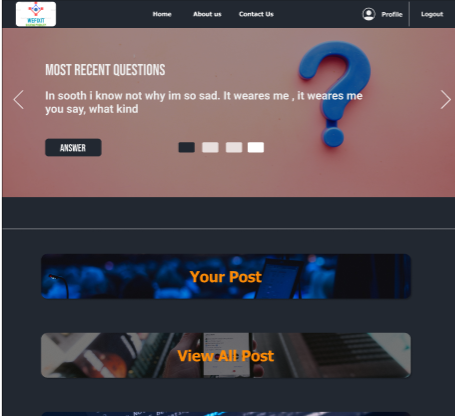 WEFIXIT
Home About us Contact Us Profile Logout
MOST RECENT QUESTIONS
In sooth i know not why im so sad. It weares me , it weares me
you say, what kind
ANSWER
Your Post
View All Post